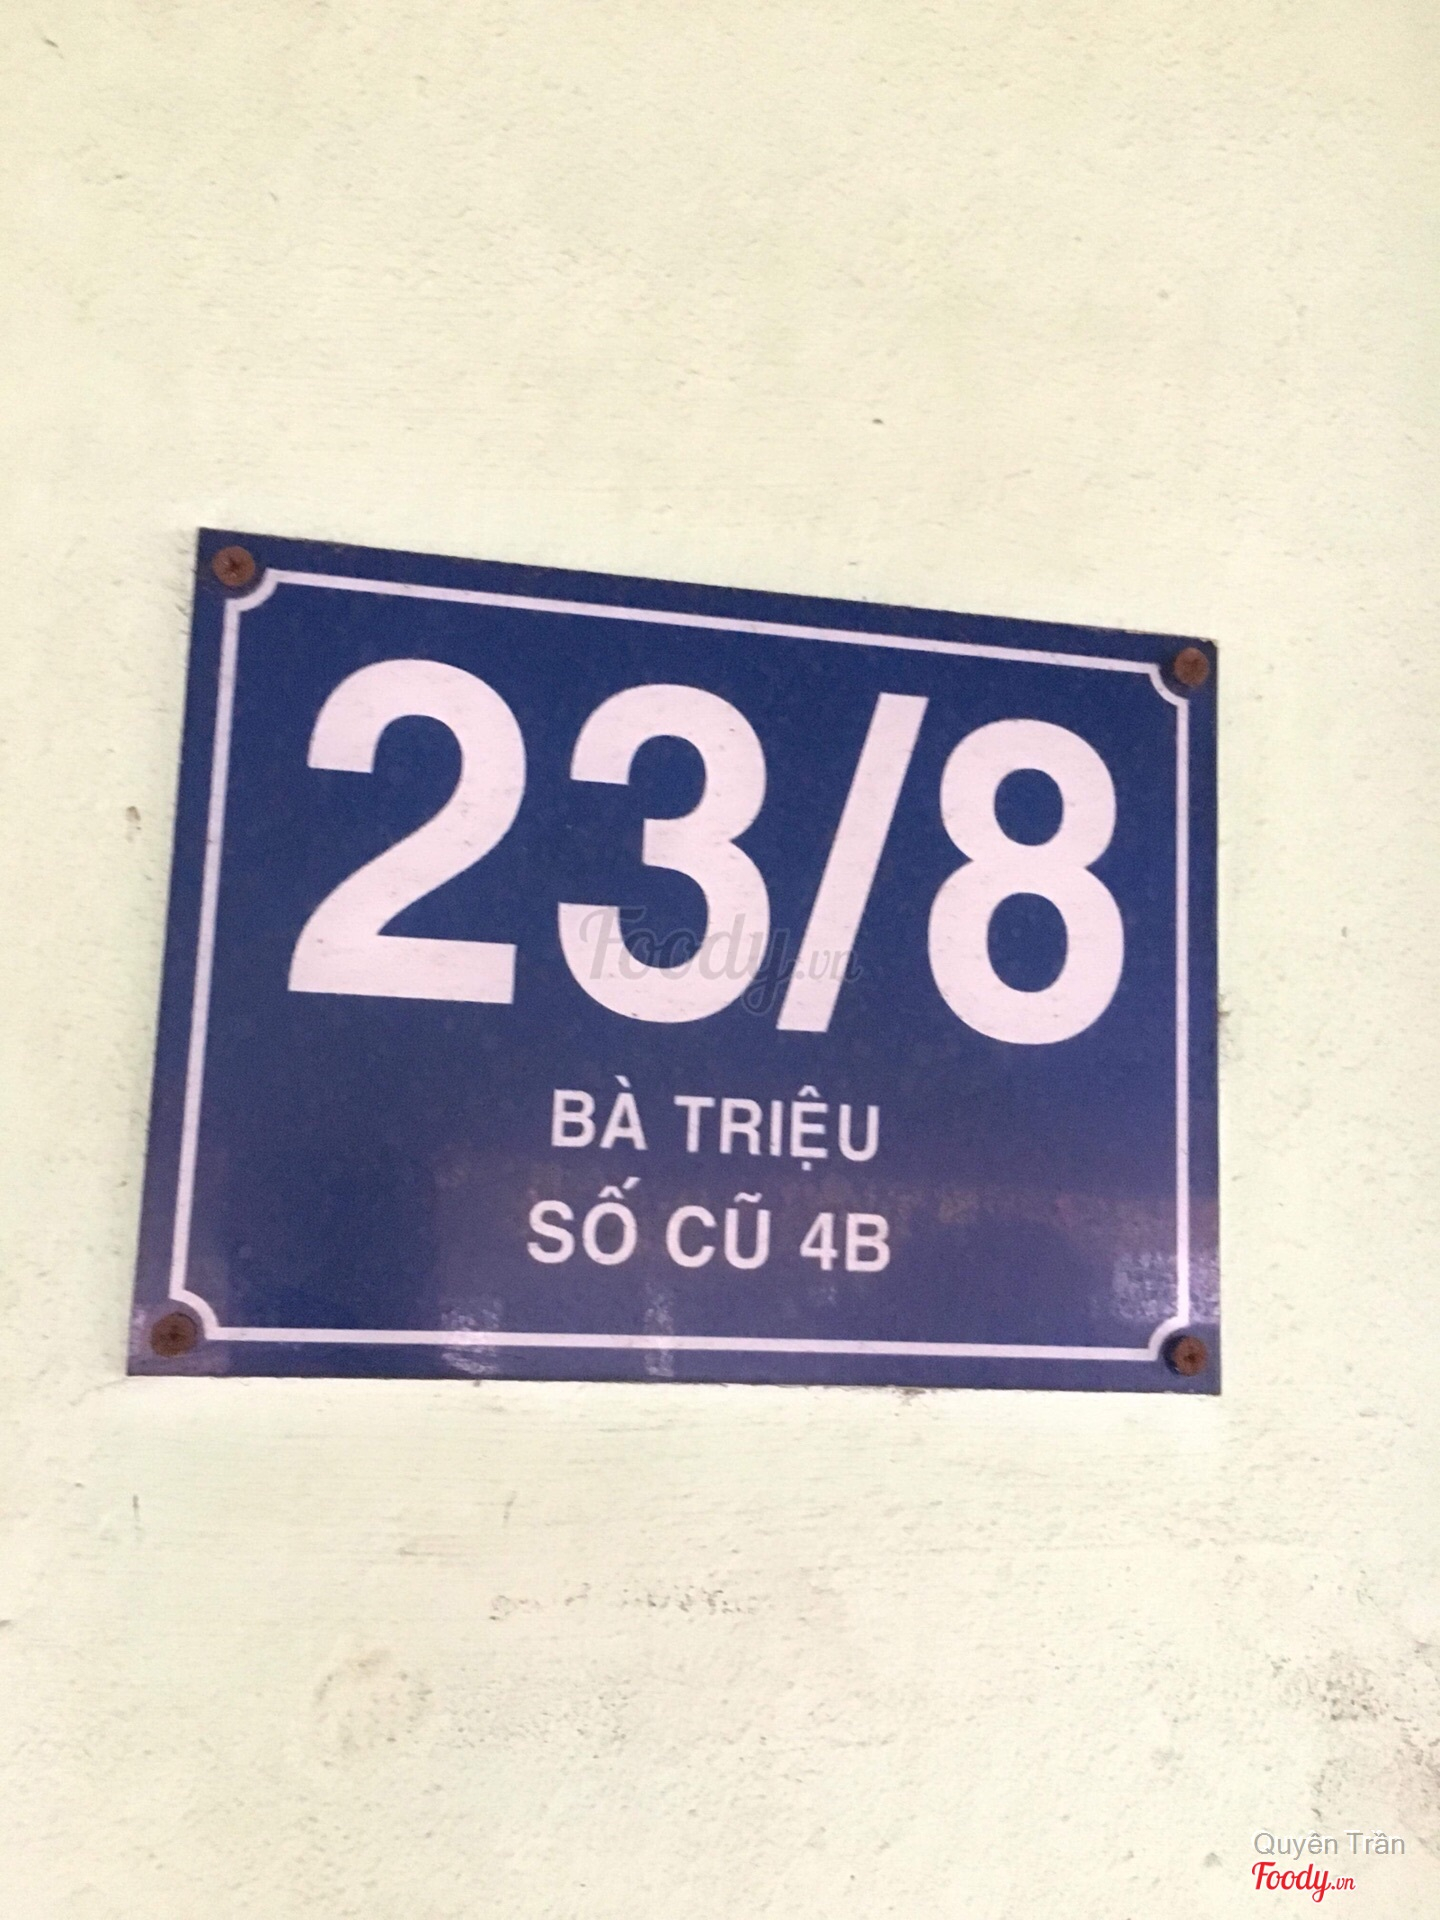 23/8
Foody.vn
BÀ TRIỆU
SỐ CŨ 4B
Quyên Trần
Foody.vn